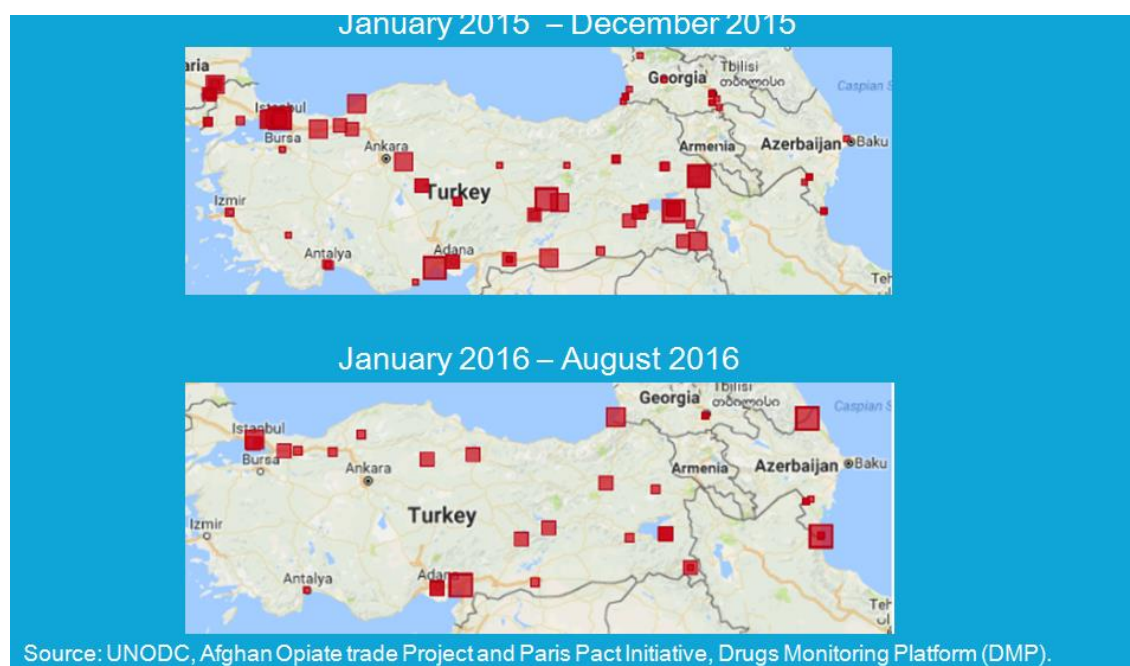 January 2015 – December 2015
aria
Tbilisi
Georgia თბილისი
Caspian S
Istanbul
Bursa
Ankara
Armenia
Azerbaijan Baku
Turkey
Izmir
Antalya
Adana
Teh
January 2016 – August 2016
Tbilisi
Georgia თბილისი
Caspian S
Istanbul
Bursa
Ankara
Armenia
Azerbaijan Baku
Turkey
Izmir
Antalya
Adana
Source: UNODC, Afghan Opiate trade Project and Paris Pact Initiative, Drugs Monitoring Platform (DMP).